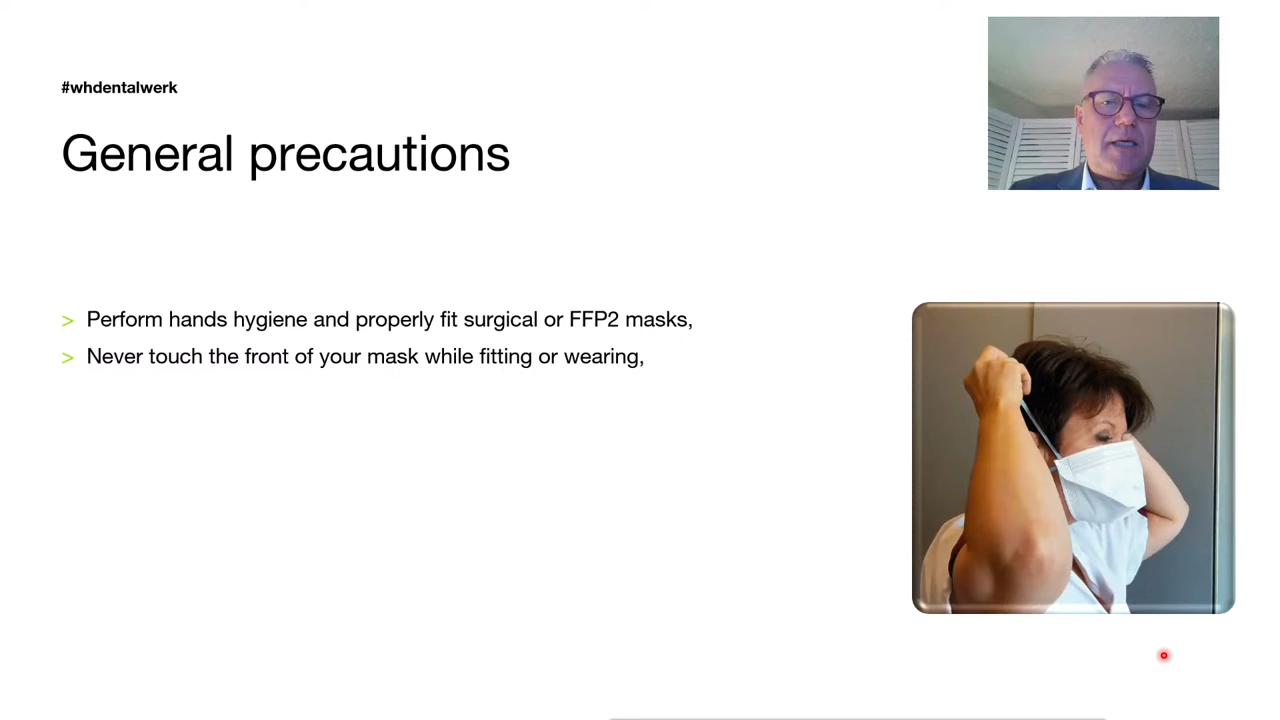 #whdentalwerk
General precautions
> Perform hands hygiene and properly fit surgical or FFP2 masks,
> Never touch the front of your mask while fitting or wearing,